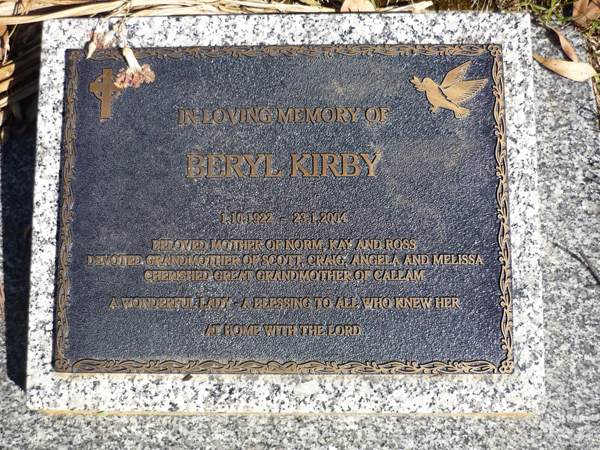 IN LOVING MEMORY OF
BERYL KIRBY
1.10.1922 - 23.1.2004
BELOVED MOTHER OF NORM, KAY AND ROSS
DEVOTED GRANDMOTHER OF SCOTT, CRAIG, ANGELA AND MELISSA
CHERISHED GREAT GRANDMOTHER OF CALLAM
A WONDERFUL LADY - A BLESSING TO ALL WHO KNEW HER
AT HOME WITH THE LORD